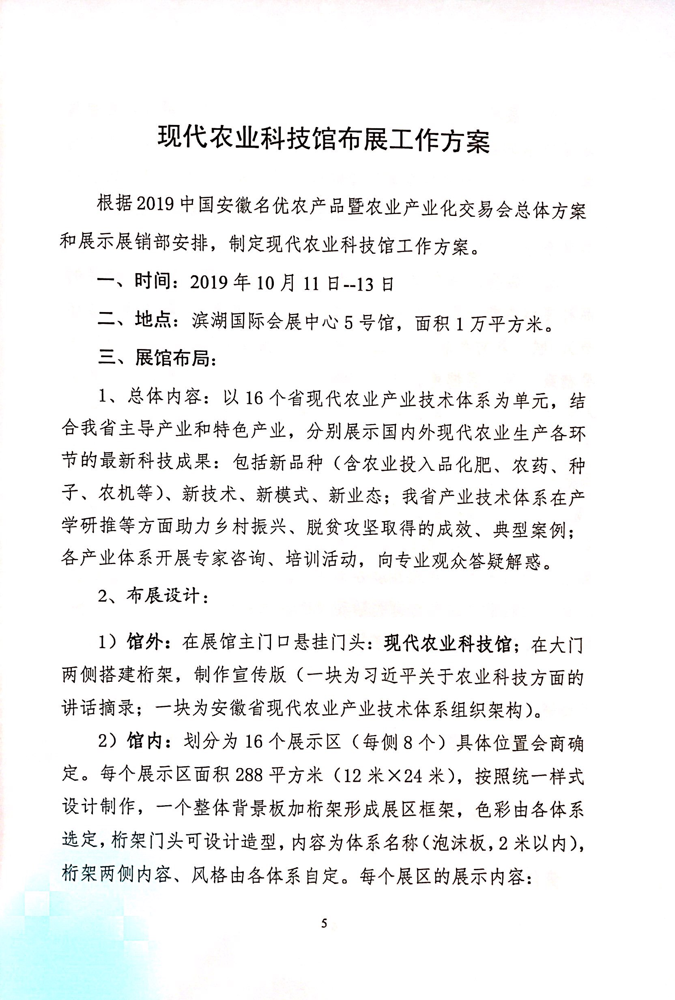 现代农业科技馆布展工作方案
根据2019中国安徽名优农产品暨农业产业化交易会总体方案
和展示展销部安排，制定现代农业科技馆工作方案。
一、时间：2019年10月11日--13日
二、地点：滨湖国际会展中心5号馆，面积1万平方米。
三、展馆布局：
1、总体内容：以16个省现代农业产业技术体系为单元，结
合我省主导产业和特色产业，分别展示国内外现代农业生产各环
节的最新科技成果：包括新品种（含农业投入品化肥、农药、种
子、农机等）、新技术、新模式、新业态；我省产业技术体系在产
学研推等方面助力乡村振兴、脱贫攻坚取得的成效、典型案例；
各产业体系开展专家咨询、培训活动，向专业观众答疑解惑。
2、布展设计：
1）馆外：在展馆主门口悬挂门头：现代农业科技馆；在大门
两侧搭建桁架，制作宣传版（一块为习近平关于农业科技方面的
讲话摘录；一块为安徽省现代农业产业技术体系组织架构）。
2）馆内：划分为16个展示区（每侧8个）具体位置会商确
定。每个展示区面积288平方米（12米×24米），按照统一样式
设计制作，一个整体背景板加桁架形成展区框架，色彩由各体系
选定，桁架门头可设计造型，内容为体系名称（泡沫板，2米以内），
桁架两侧内容、风格由各体系自定。每个展区的展示内容：
5